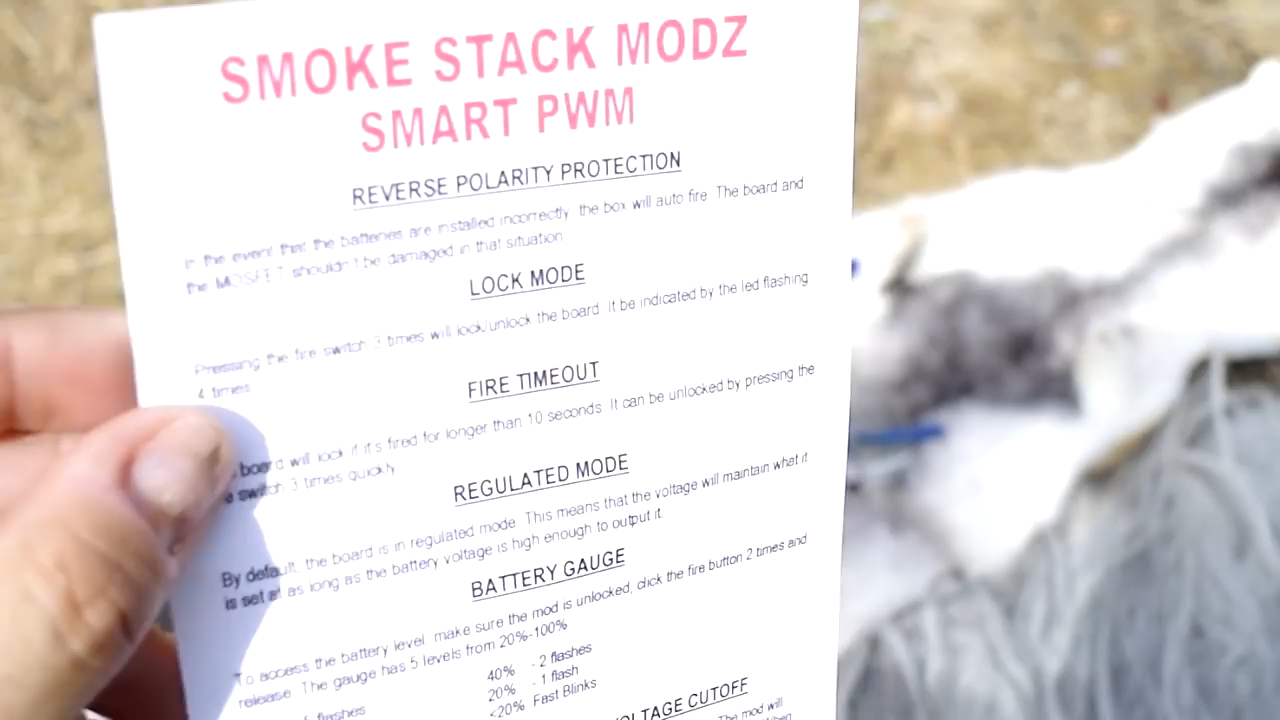 SMOKE STACK MODZ
SMART PWM
REVERSE POLARITY PROTECTION
In the event that the batteries are installed incorrectly, the box will auto fire. The board and
the MOSFET shouldn't be damaged in that situation.
LOCK MODE
Pressing the fire switch 3 times will lock/unlock the board. It be indicated by the led flashing
4 times.
FIRE TIMEOUT
board will lock if it's fired for longer than 10 seconds. It can be unlocked by pressing the
switch 3 times quickly.
REGULATED MODE
By default, the board is in regulated mode. This means that the voltage will maintain what it
is set at as long as the battery voltage is high enough to output it.
BATTERY GAUGE
To access the battery level, make sure the mod is unlocked, click the fire button 2 times and
release. The gauge has 5 levels from 20%-100%
40% - 2 flashes
20% - 1 flash
<20% Fast Blinks
flashes
VOLTAGE CUTOFF
The mod will